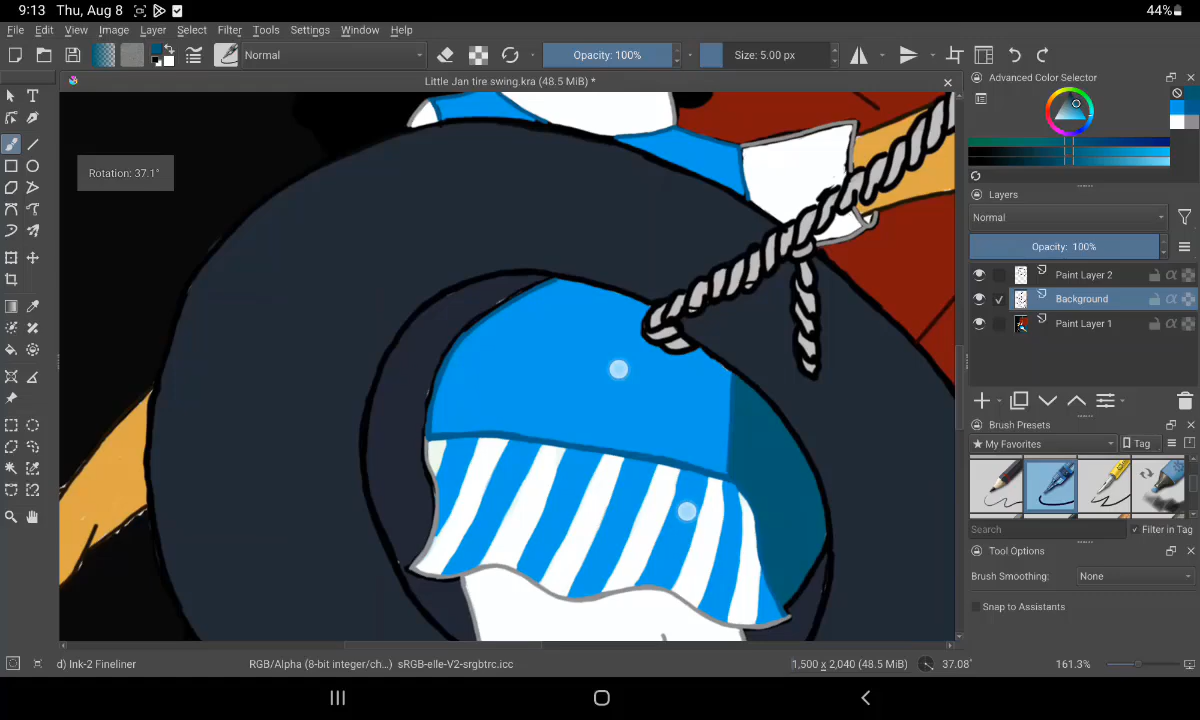 9:13 Thu, Aug 8 44%
File Edit View Image Layer Select Filter Tools Settings Window Help
Normal Opacity: 100% Size: 5.00 px
Little Jan tire swing.kra (48.5 MiB) *
Advanced Color Selector
Rotation: 37.1°
Layers
Normal
Opacity: 100%
Paint Layer 2
Background
Paint Layer 1
Brush Presets
★ My Favorites Tag
Search Filter in Tag
Tool Options
Brush Smoothing: None
Snap to Assistants
d) Ink-2 Fineliner RGB/Alpha (8-bit integer/ch...) sRGB-elle-V2-srgbtrc.icc 1,500 x 2,040 (48.5 MiB) 37.08° 161.3%